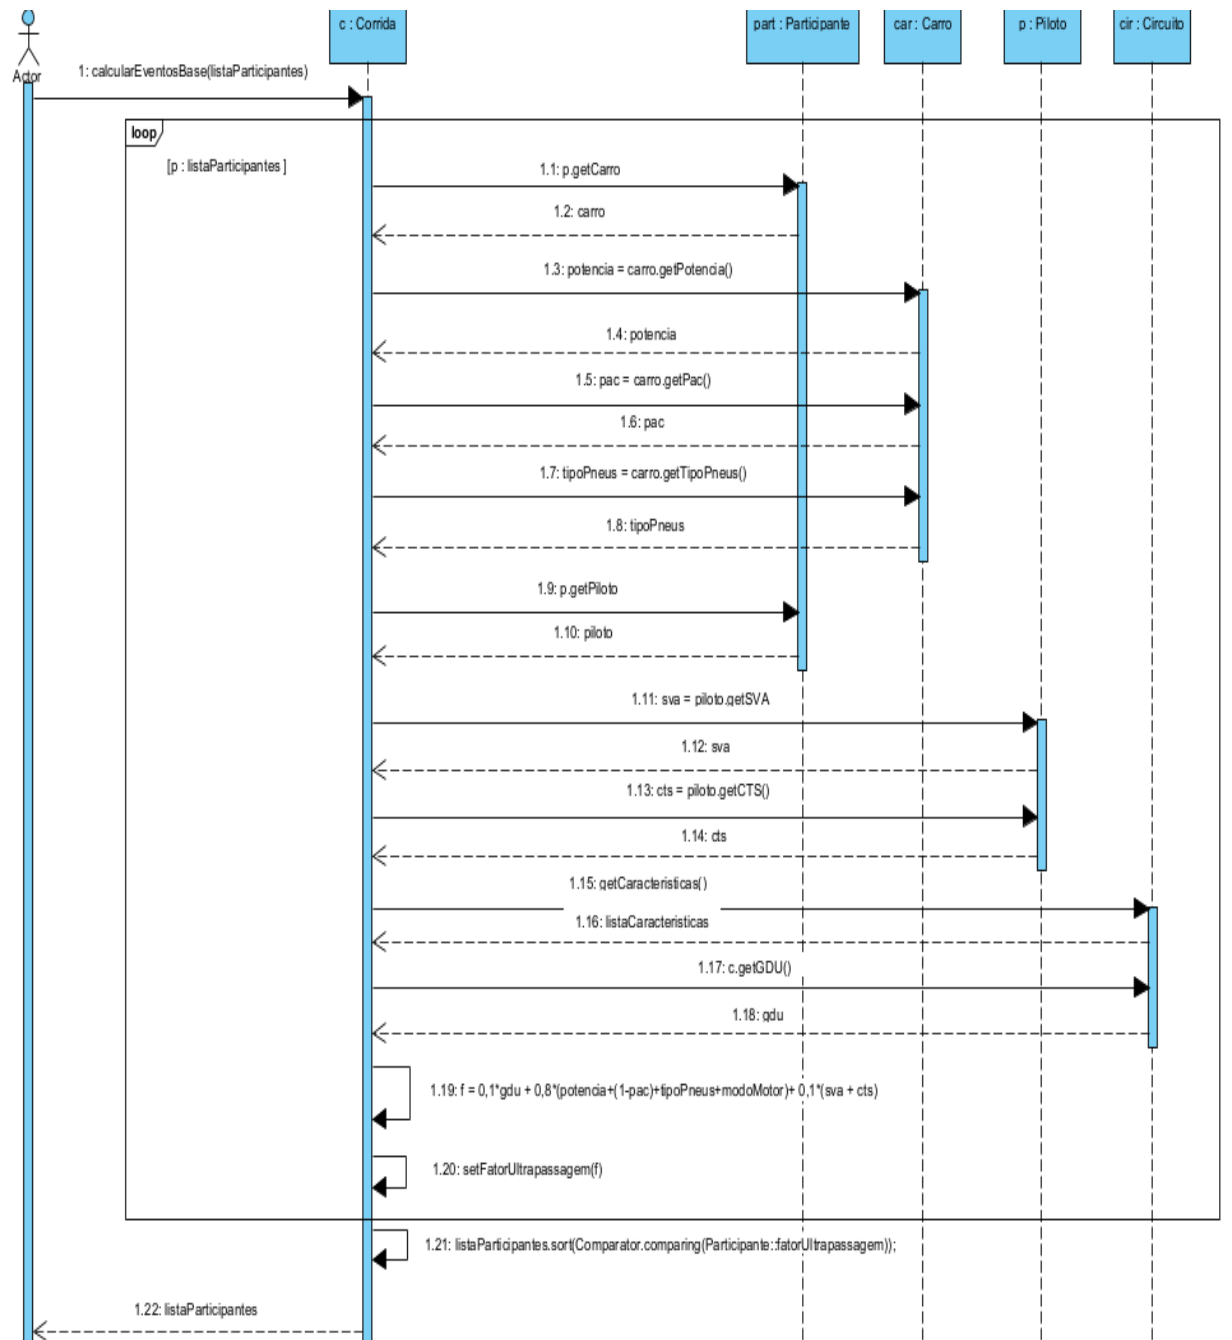 c : Corrida
part : Participante
car : Carro
p : Piloto
cir : Circuito
Actor
1: calcularEventosBase(listaParticipantes)
loop
[p : listaParticipantes ]
1.1: p.getCarro
1.2: carro
1.3: potencia = carro.getPotencia()
1.4: potencia
1.5: pac = carro.getPac()
1.6: pac
1.7: tipoPneus = carro.getTipoPneus()
1.8: tipoPneus
1.9: p.getPiloto
1.10: piloto
1.11: sva = piloto.getSVA
1.12: sva
1.13: cts = piloto.getCTS()
1.14: cts
1.15: getCaracteristicas()
1.16: listaCaracteristicas
1.17: c.getGDU()
1.18: gdu
1.19: f = 0,1*gdu + 0,8*(potencia+(1-pac)+tipoPneus+modoMotor)+ 0,1*(sva + cts)
1.20: setFatorUltrapassagem(f)
1.21: listaParticipantes.sort(Comparator.comparing(Participante::fatorUltrapassagem));
1.22: listaParticipantes